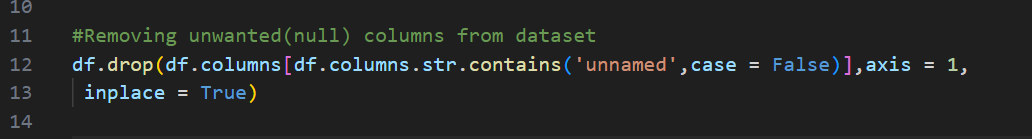 10
11 #Removing unwanted(null) columns from dataset
12 df.drop(df.columns[df.columns.str.contains('unnamed',case = False)],axis = 1,
13 inplace = True)
14